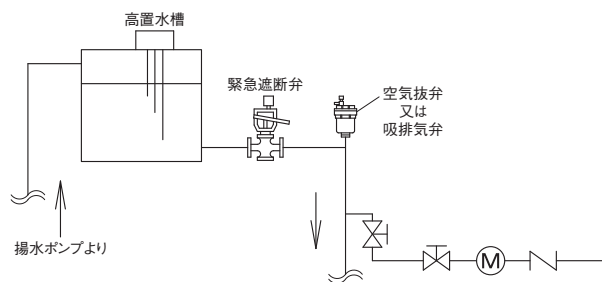 高置水槽
緊急遮断弁
空気抜弁
又は
吸排気弁
揚水ポンプより
M